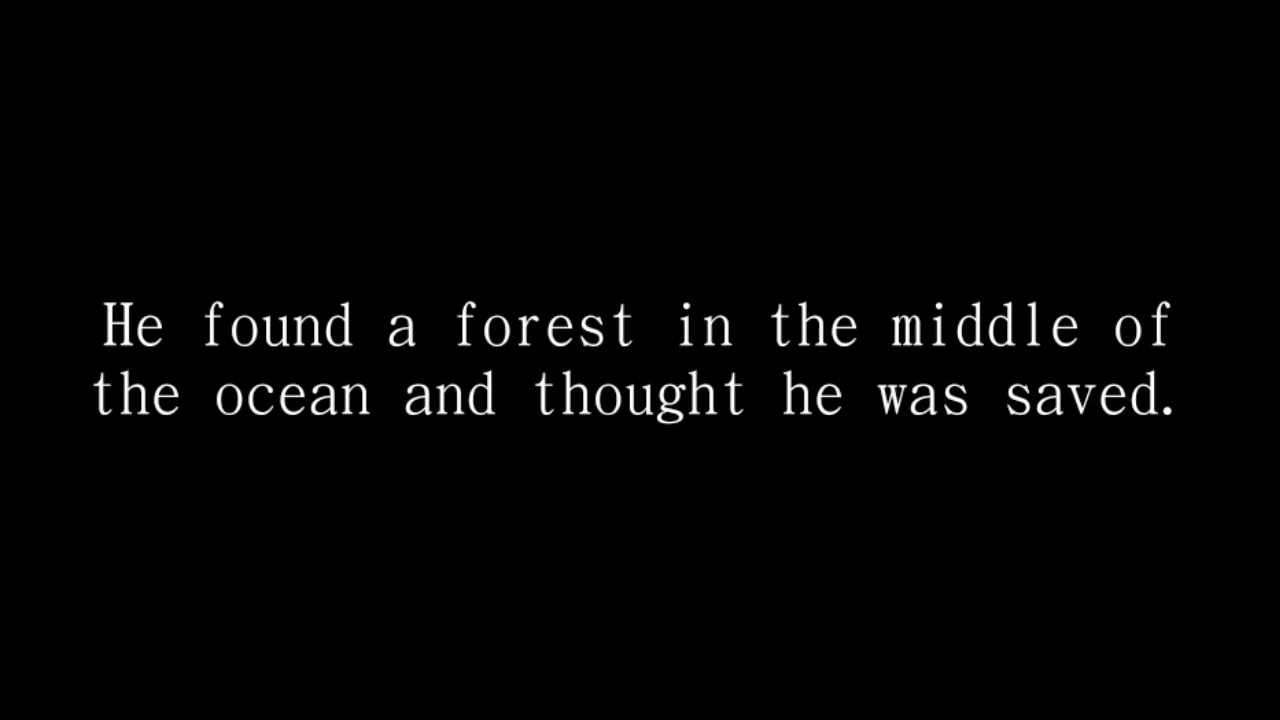 He found a forest in the middle of
the ocean and thought he was saved.